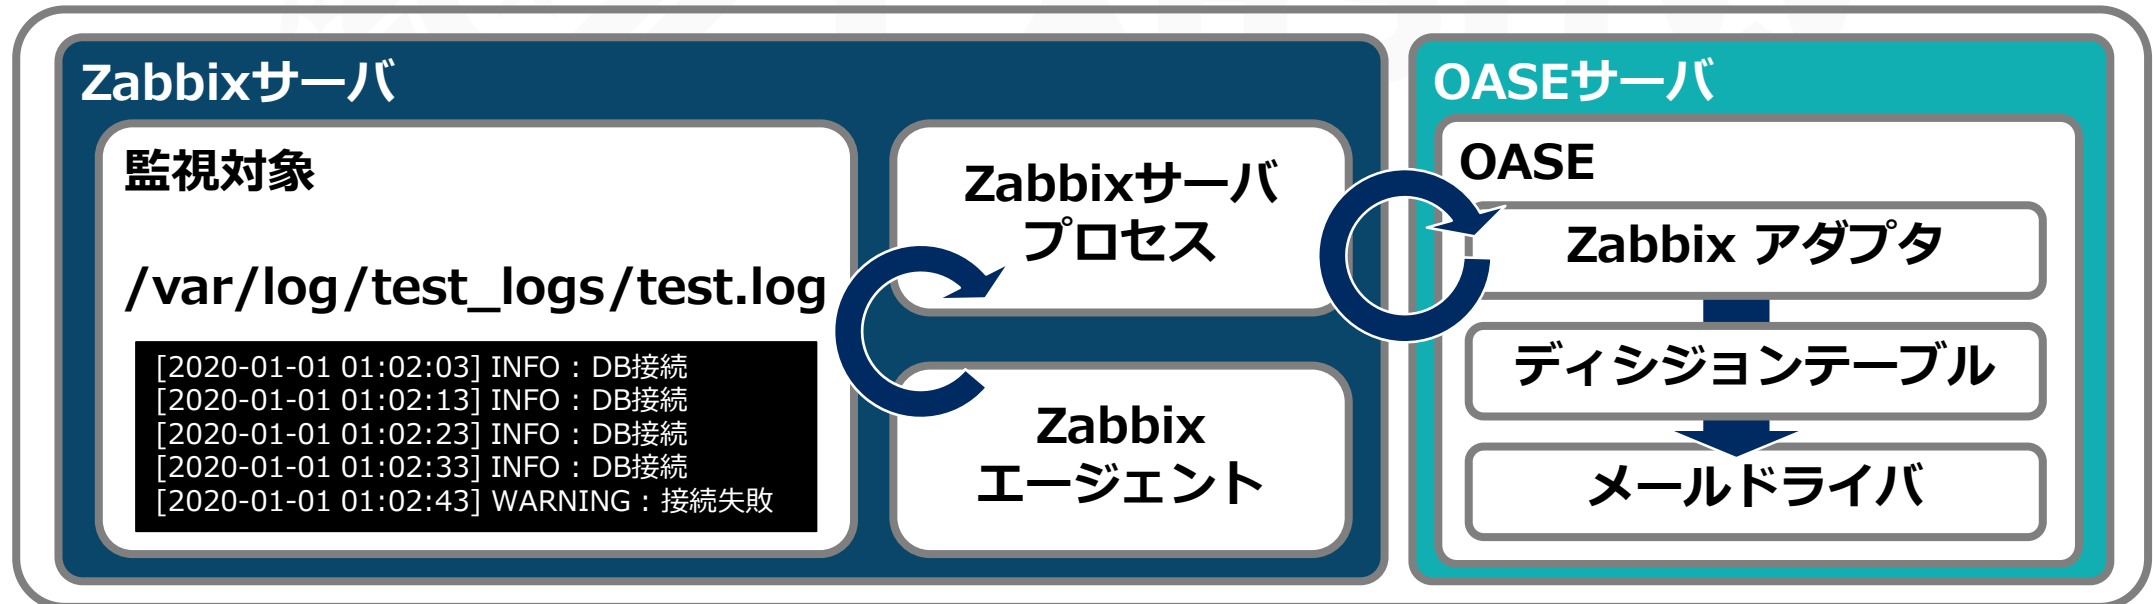 Zabbixサーバ
監視対象
/var/log/test_logs/test.log
[2020-01-01 01:02:03] INFO : DB接続
[2020-01-01 01:02:13] INFO : DB接続
[2020-01-01 01:02:23] INFO : DB接続
[2020-01-01 01:02:33] INFO : DB接続
[2020-01-01 01:02:43] WARNING : 接続失敗
Zabbixサーバ
プロセス
Zabbix
エージェント
OASEサーバ
OASE
Zabbix アダプタ
ディシジョンテーブル
メールドライバ